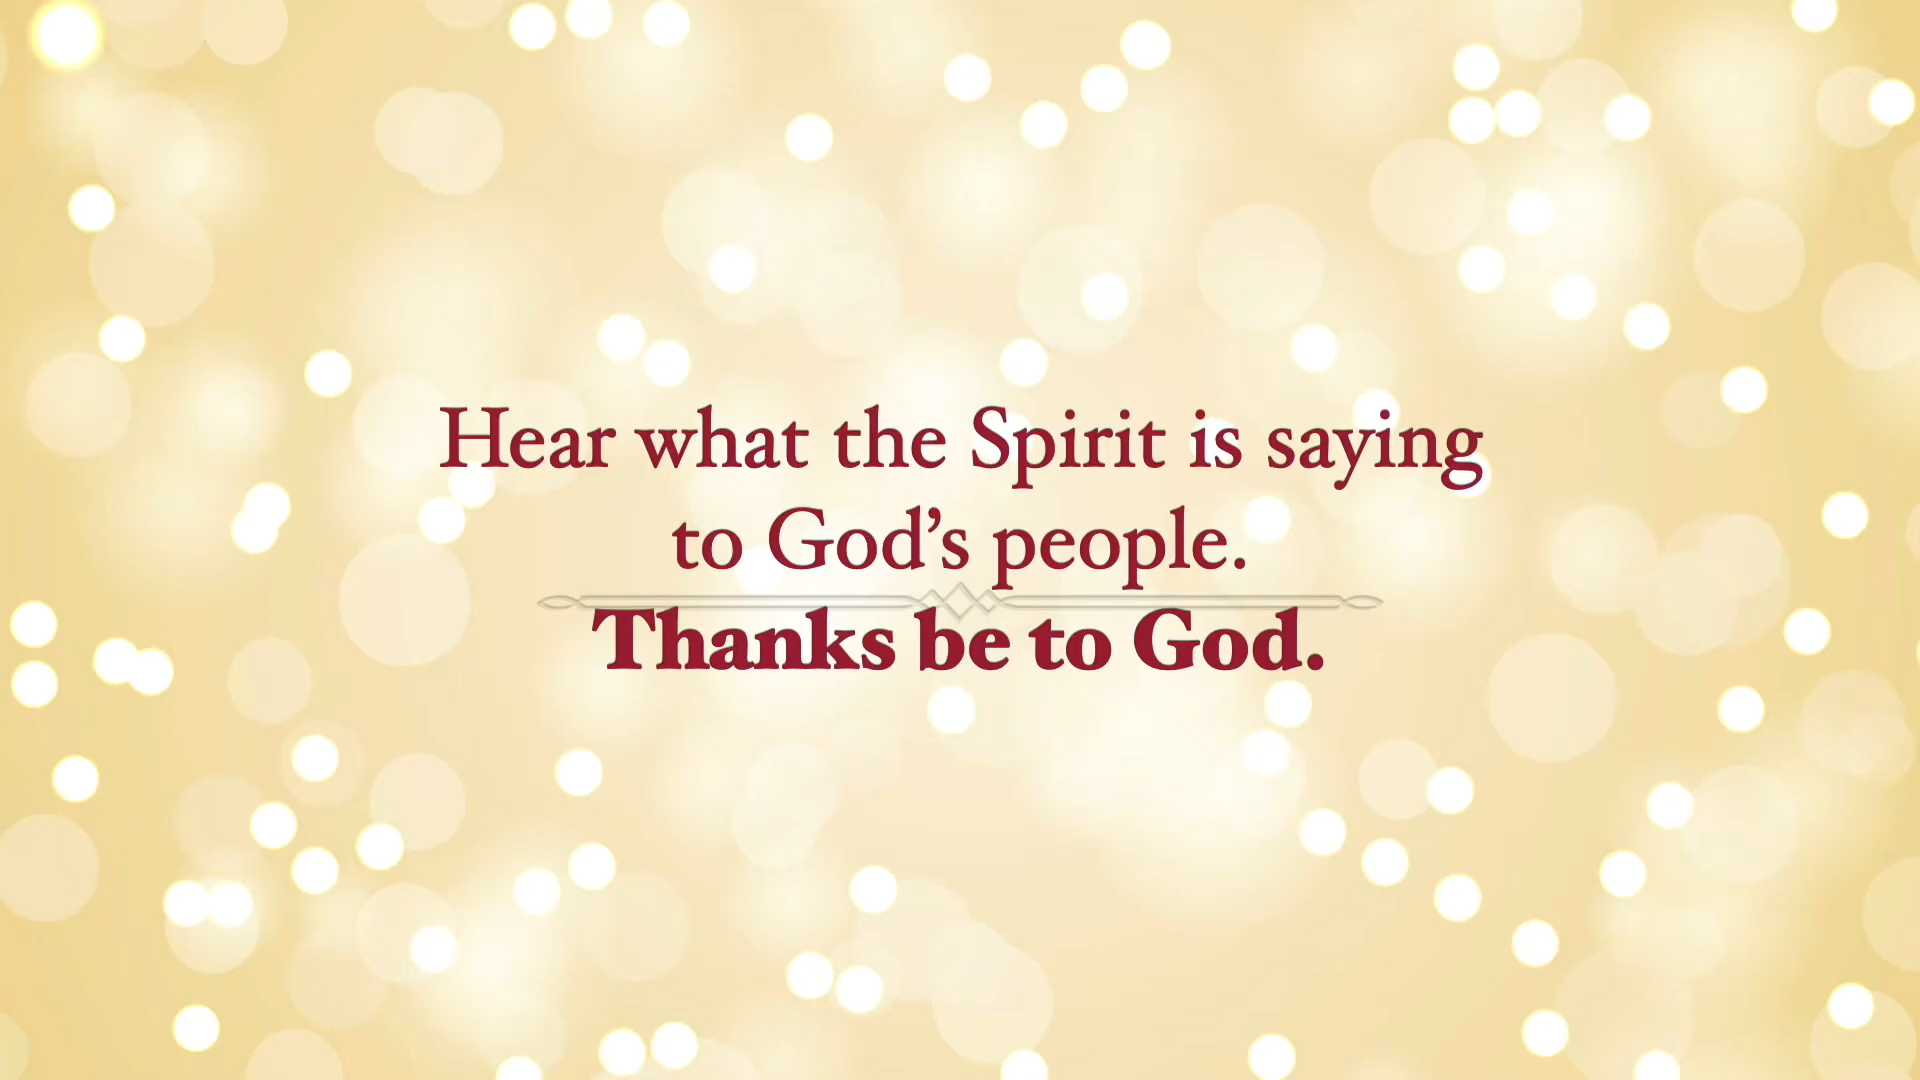 Hear what the Spirit is saying
to God’s people.
Thanks be to God.